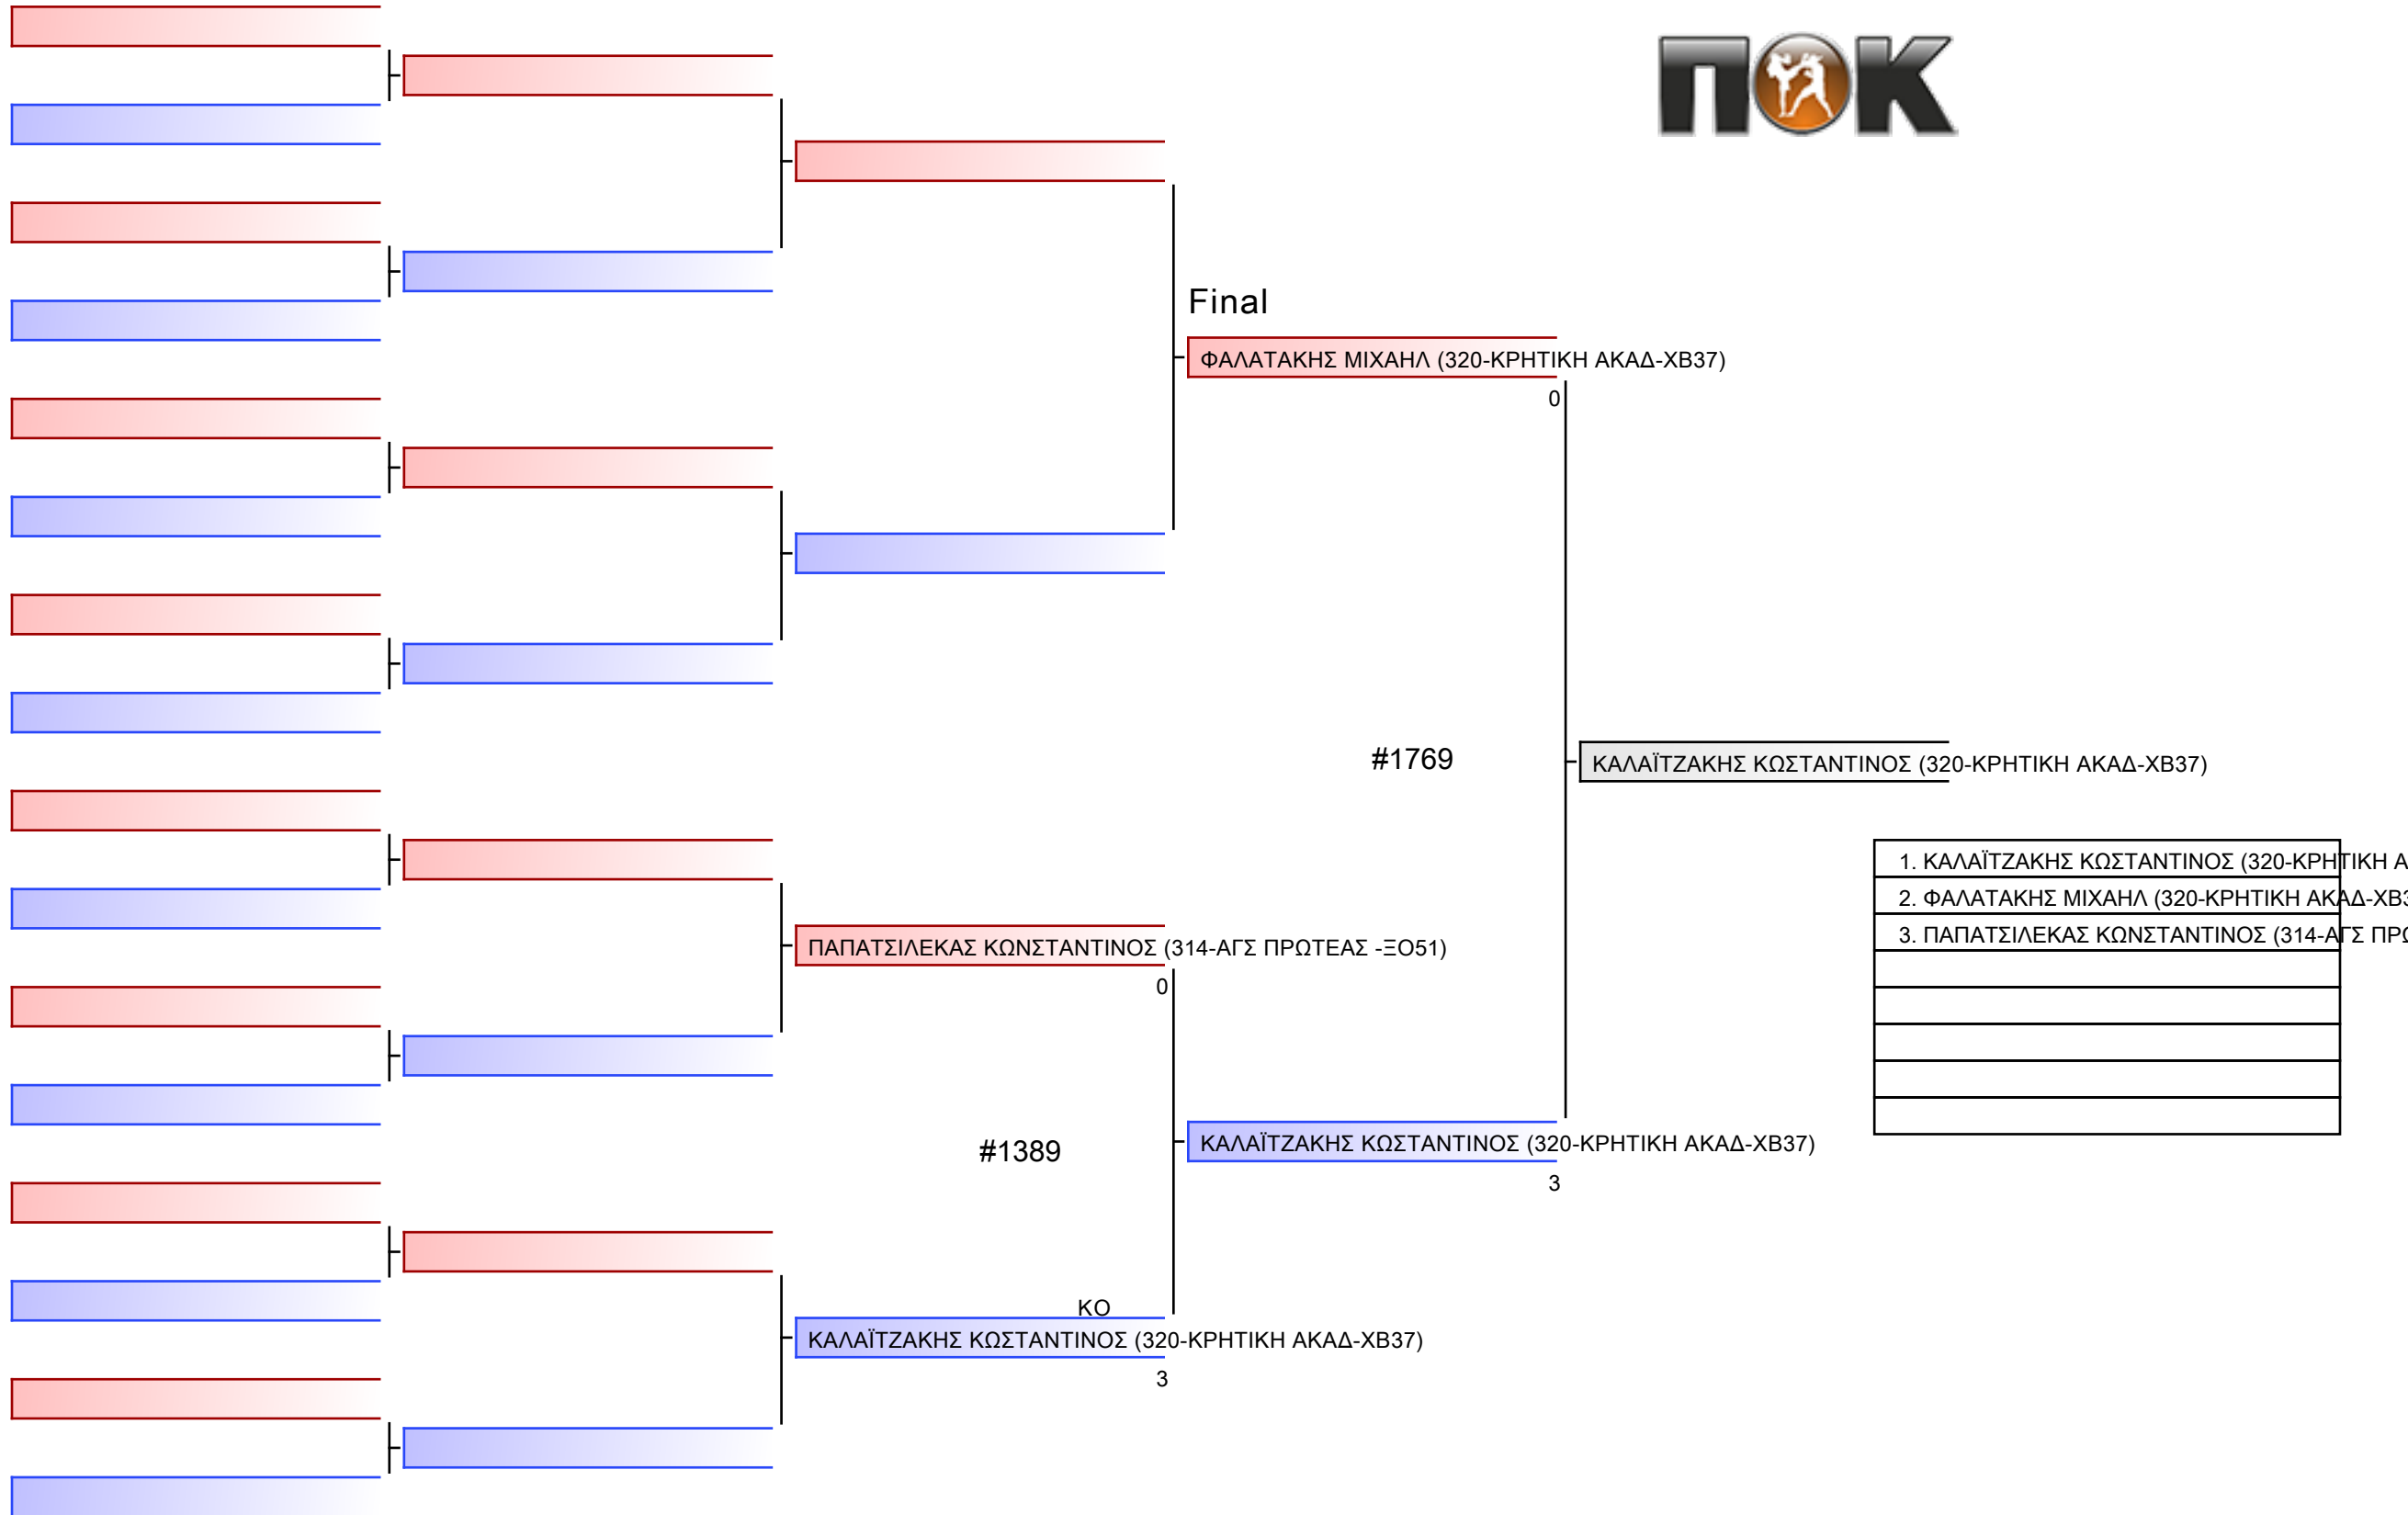 ΠΟΚ
Final
ΦΑΛΑΤΑΚΗΣ ΜΙΧΑΗΛ (320-ΚΡΗΤΙΚΗ ΑΚΑΔ-ΧΒ37)
0
#1769
ΚΑΛΑΪΤΖΑΚΗΣ ΚΩΣΤΑΝΤΙΝΟΣ (320-ΚΡΗΤΙΚΗ ΑΚΑΔ-ΧΒ37)
1. ΚΑΛΑΪΤΖΑΚΗΣ ΚΩΣΤΑΝΤΙΝΟΣ (320-ΚΡΗΤΙΚΗ Α
2. ΦΑΛΑΤΑΚΗΣ ΜΙΧΑΗΛ (320-ΚΡΗΤΙΚΗ ΑΚΑΔ-ΧΒ3
3. ΠΑΠΑΤΣΙΛΕΚΑΣ ΚΩΝΣΤΑΝΤΙΝΟΣ (314-ΑΓΣ ΠΡΩ
ΠΑΠΑΤΣΙΛΕΚΑΣ ΚΩΝΣΤΑΝΤΙΝΟΣ (314-ΑΓΣ ΠΡΩΤΕΑΣ -ΞΟ51)
0
#1389
ΚΑΛΑΪΤΖΑΚΗΣ ΚΩΣΤΑΝΤΙΝΟΣ (320-ΚΡΗΤΙΚΗ ΑΚΑΔ-ΧΒ37)
3
KO
ΚΑΛΑΪΤΖΑΚΗΣ ΚΩΣΤΑΝΤΙΝΟΣ (320-ΚΡΗΤΙΚΗ ΑΚΑΔ-ΧΒ37)
3